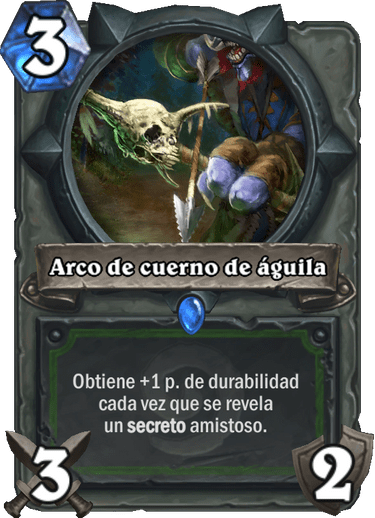 3
Arco de cuerno de águila
Obtiene +1 p. de durabilidad
cada vez que se revela
un secreto amistoso.
3
2